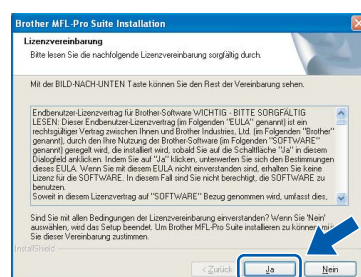 Brother MFL-Pro Suite Installation
Lizenzvereinbarung
Bitte lesen Sie die nachfolgende Lizenzvereinbarung sorgfältig durch.
Mit der BILD-NACH-UNTEN Taste können Sie den Rest der Vereinbarung sehen.
Endbenutzer-Lizenzvertrag für Brother-Software WICHTIG - BITTE SORGFÄLTIG
LESEN: Dieser Endbenutzer-Lizenzvertrag (im Folgenden "EULA" genannt) ist ein
rechtsgültiger Vertrag zwischen Ihnen und Brother Industries, Ltd. (im Folgenden "Brother"
genannt), durch den Ihre Nutzung der Brother-Software (im Folgenden "SOFTWARE"
genannt) geregelt wird, die installiert wird, sobald Sie auf die Schaltfläche "Ja" in diesem
Dialogfeld anklicken. Indem Sie auf "Ja" klicken, unterwerfen Sie sich den Bestimmungen
dieses EULA. Wenn Sie mit diesem EULA nicht einverstanden sind, erhalten Sie keine
Lizenz für die SOFTWARE. In diesem Fall sind Sie nicht berechtigt, die SOFTWARE zu
benutzen.
Soweit in diesem Lizenzvertrag auf "SOFTWARE" Bezug genommen wird, umfasst dies,
Sind Sie mit allen Bedingungen der Lizenzvereinbarung einverstanden? Wenn Sie 'Nein'
auswählen, wird das Setup beendet. Um Brother MFL-Pro Suite installieren zu können,
Sie dieser Vereinbarung zustimmen.
InstallShield
< Zurück Ja Nein